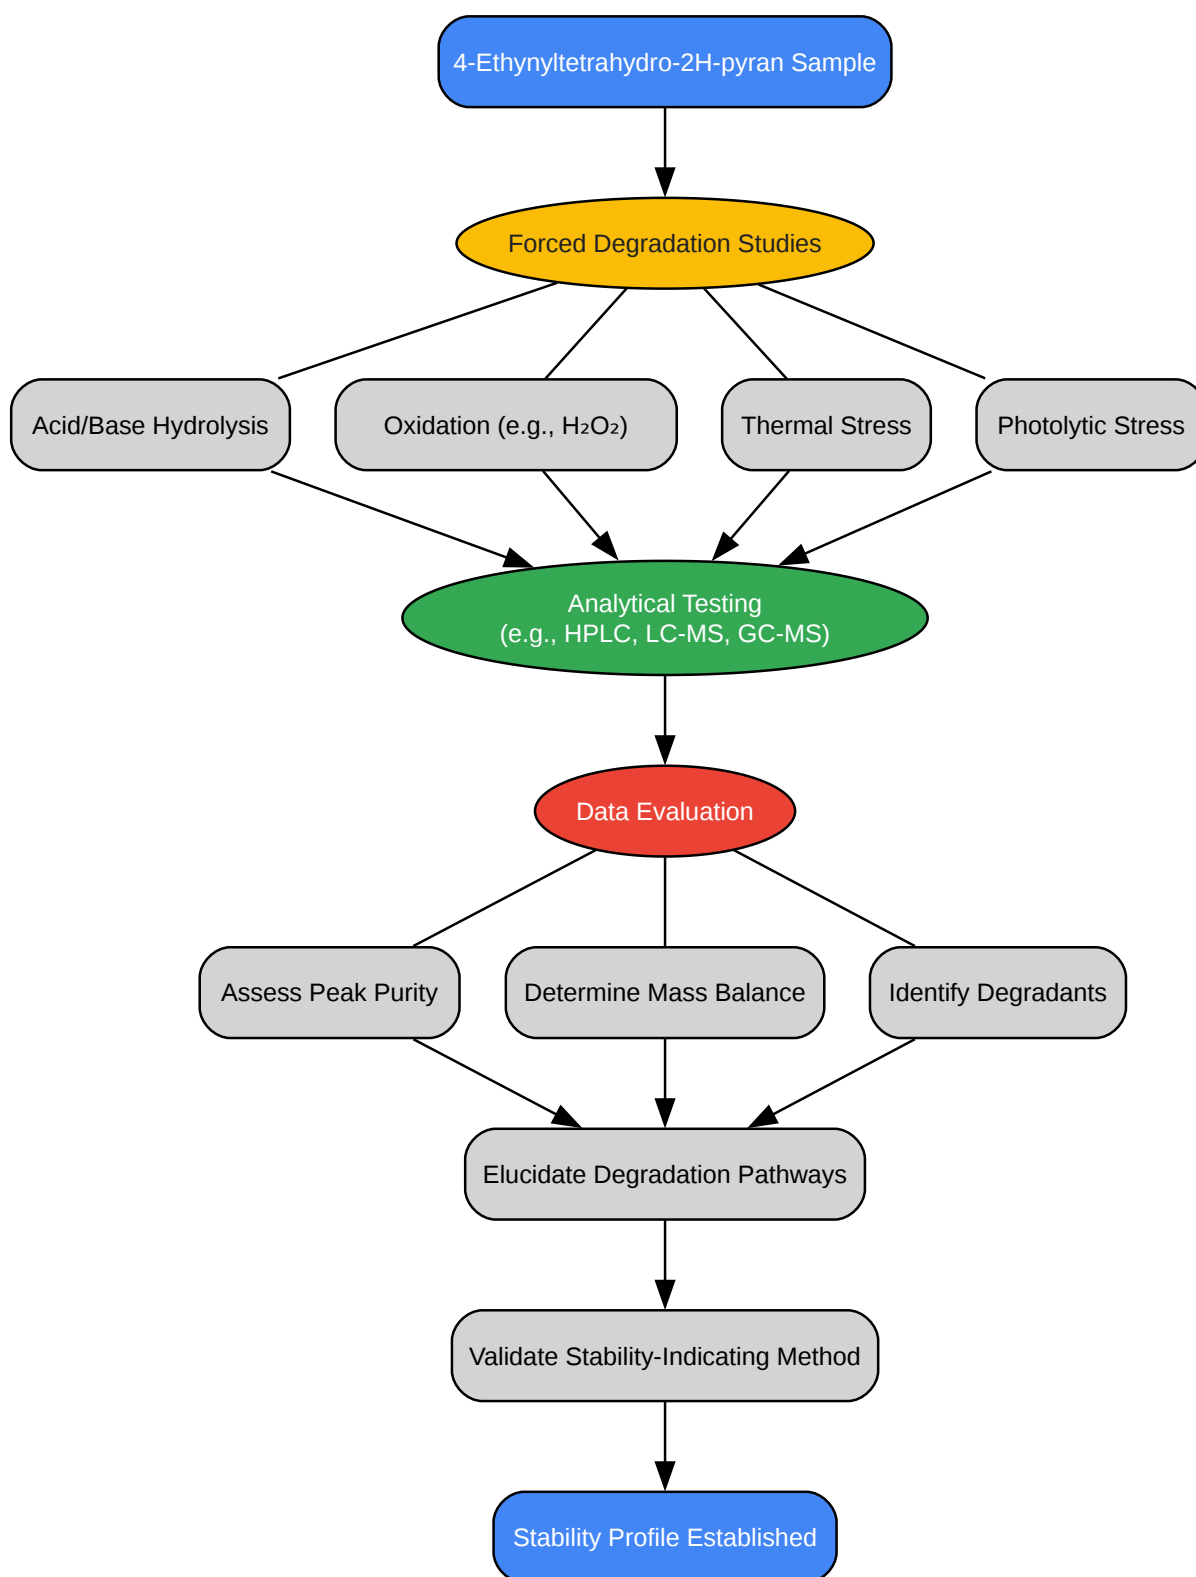 4-Ethynyltetrahydro-2H-pyran Sample
Forced Degradation Studies
Acid/Base Hydrolysis
Oxidation (e.g., H₂O₂)
Thermal Stress
Photolytic Stress
Analytical Testing
(e.g., HPLC, LC-MS, GC-MS)
Data Evaluation
Assess Peak Purity
Determine Mass Balance
Identify Degradants
Elucidate Degradation Pathways
Validate Stability-Indicating Method
Stability Profile Established